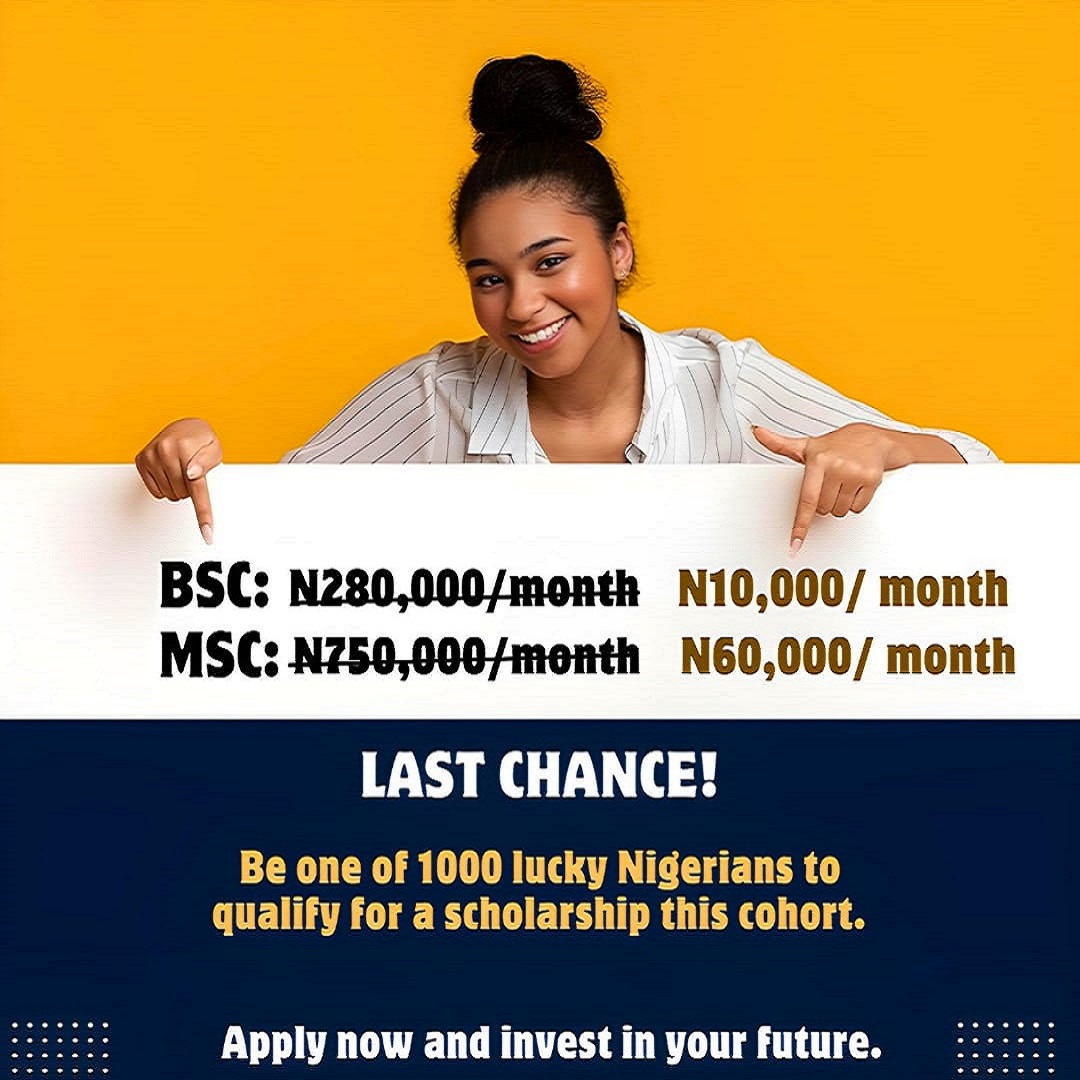 BSC: N280,000/month N10,000/ month
MSC: N750,000/month N60,000/ month
LAST CHANCE!
Be one of 1000 lucky Nigerians to
qualify for a scholarship this cohort.
Apply now and invest in your future.